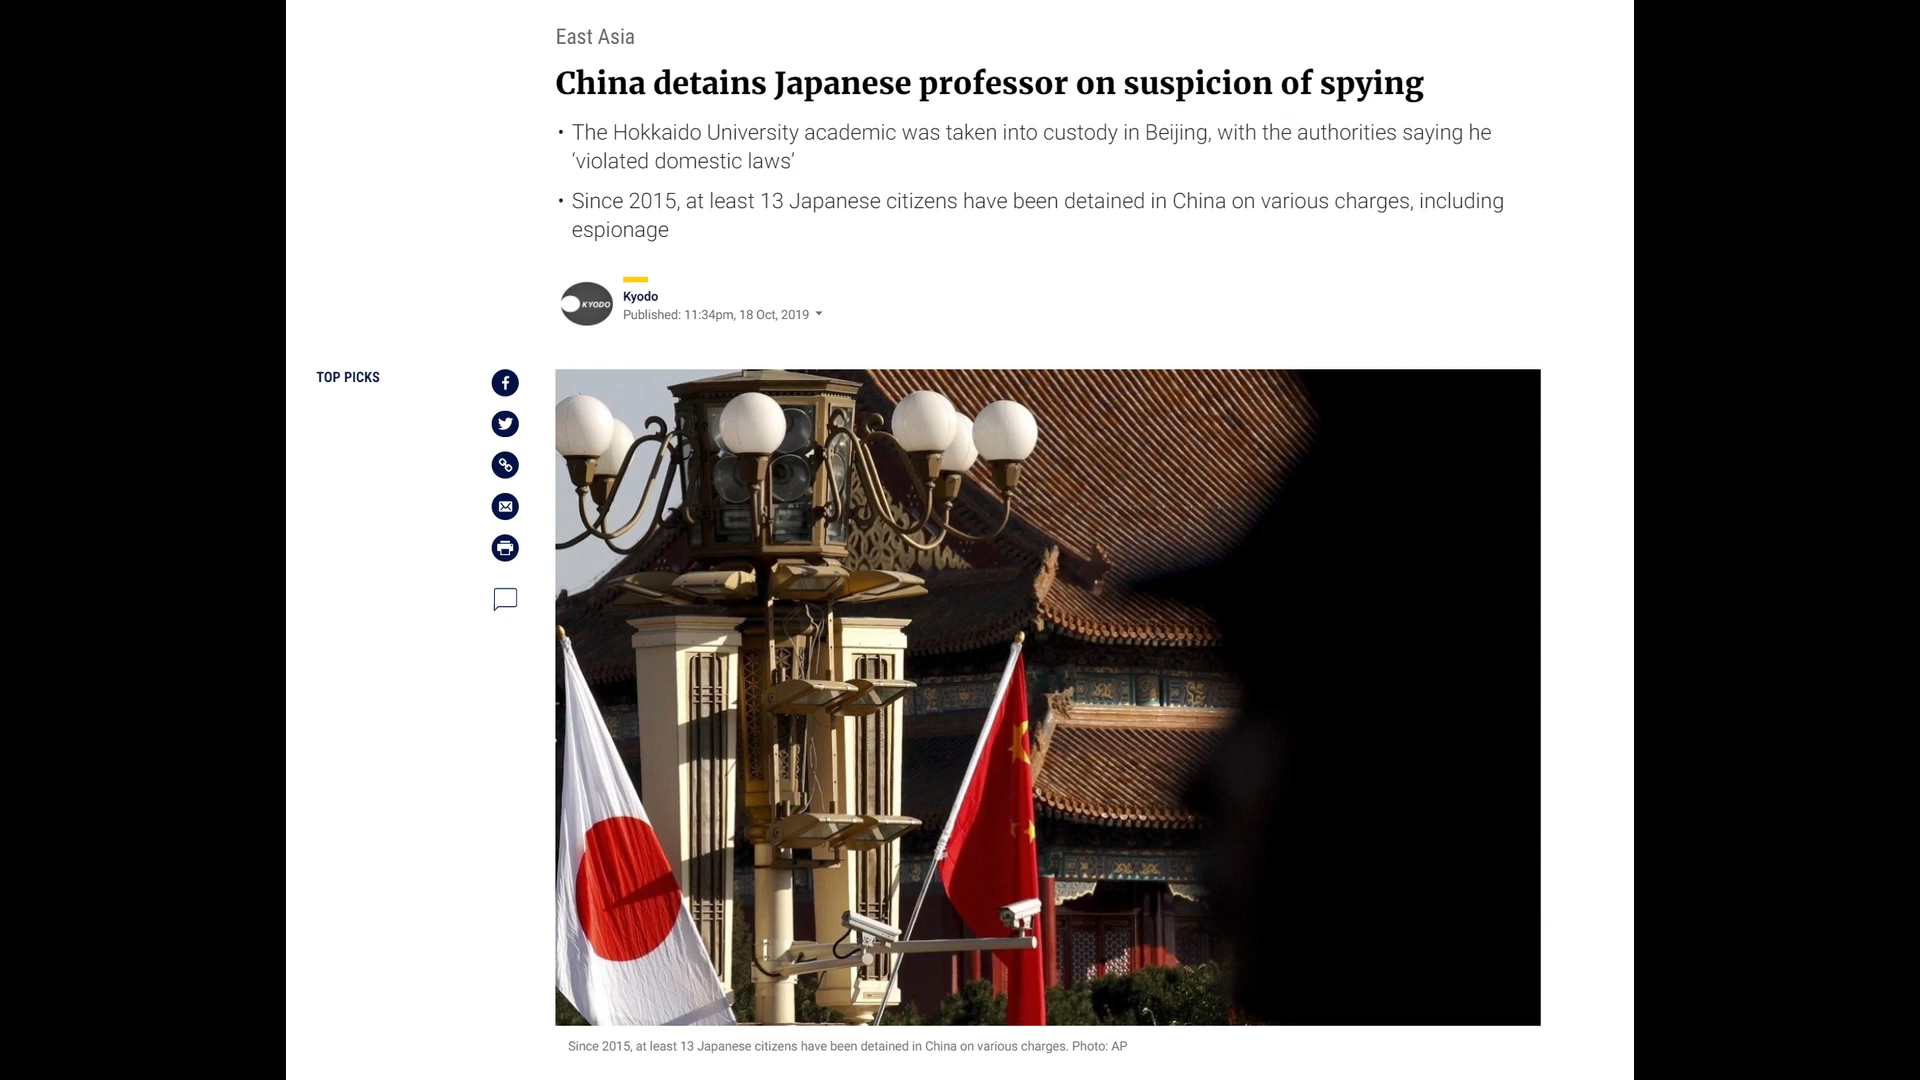 East Asia
China detains Japanese professor on suspicion of spying
• The Hokkaido University academic was taken into custody in Beijing, with the authorities saying he
‘violated domestic laws’
• Since 2015, at least 13 Japanese citizens have been detained in China on various charges, including
espionage
KYODO
Kyodo
Published: 11:34pm, 18 Oct, 2019
TOP PICKS
Since 2015, at least 13 Japanese citizens have been detained in China on various charges. Photo: AP